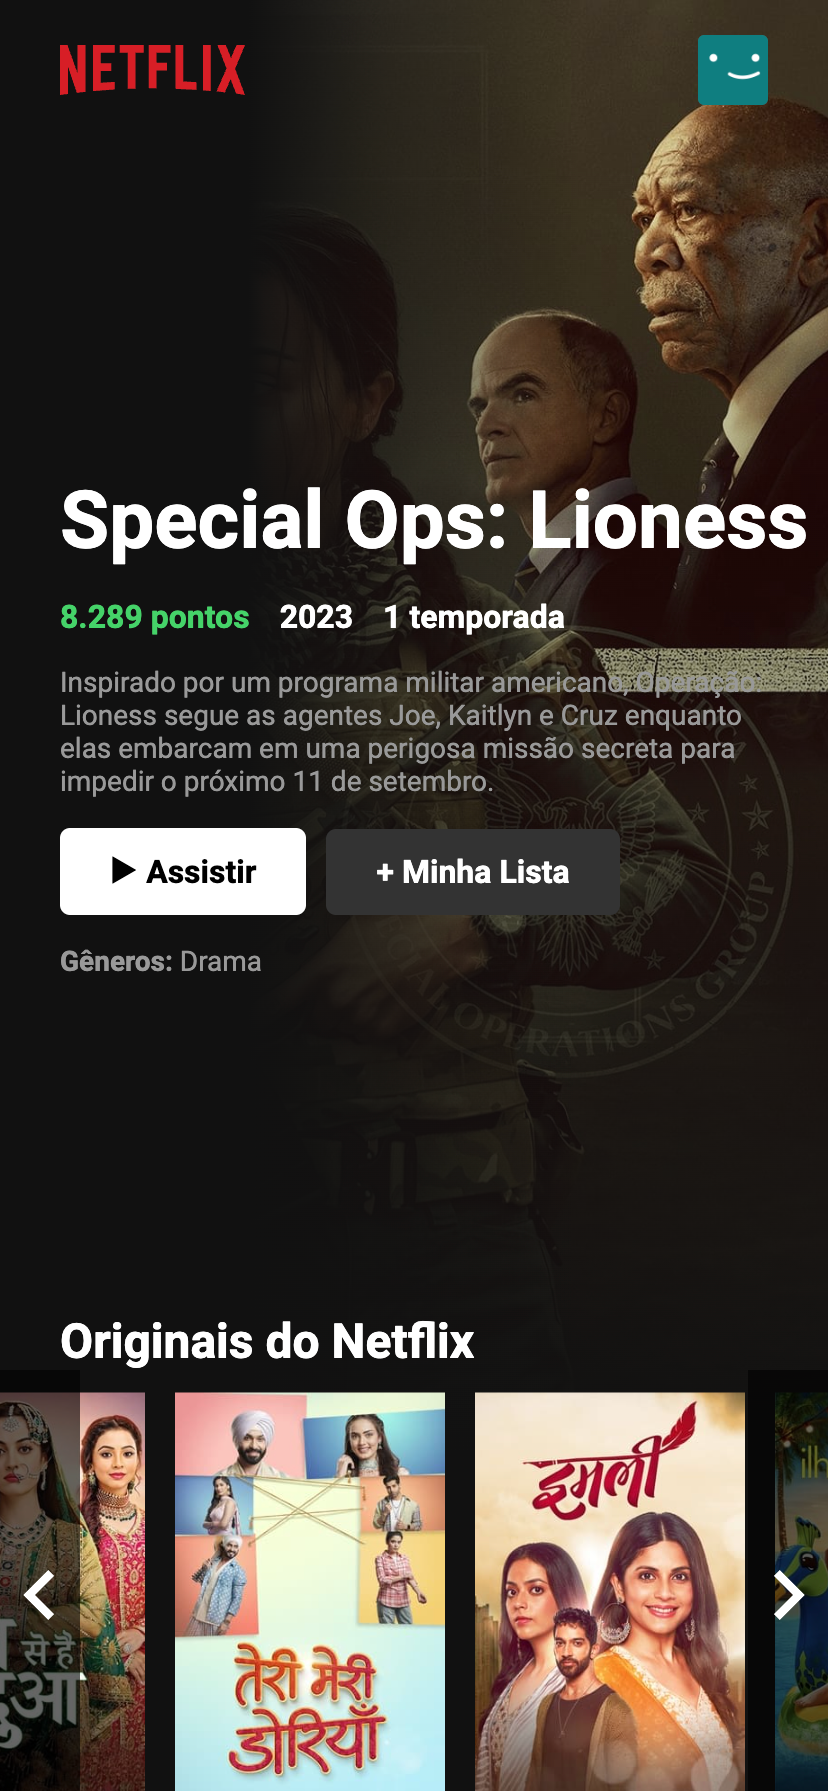 NETFLIX
Special Ops: Lioness
8.289 pontos 2023 1 temporada
Inspirado por um programa militar americano, Operação
Lioness segue as agentes Joe, Kaitlyn e Cruz enquanto
elas embarcam em uma perigosa missão secreta para
impedir o próximo 11 de setembro.
Assistir
+ Minha Lista
Gêneros: Drama
OPERATIONS GROUP
Originais do Netflix
से है
तेरी मेरी
डोरियाँ
इमली